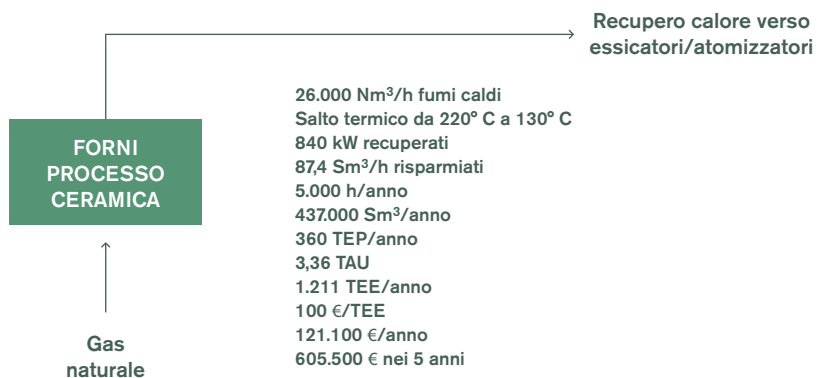 Recupero calore verso
essicatori/atomizzatori
26.000 Nm³/h fumi caldi
Salto termico da 220° C a 130° C
840 kW recuperati
87,4 Sm³/h risparmiati
5.000 h/anno
437.000 Sm³/anno
360 TEP/anno
3,36 TAU
1.211 TEE/anno
100 €/TEE
121.100 €/anno
605.500 € nei 5 anni
FORNI
PROCESSO
CERAMICA
Gas
naturale